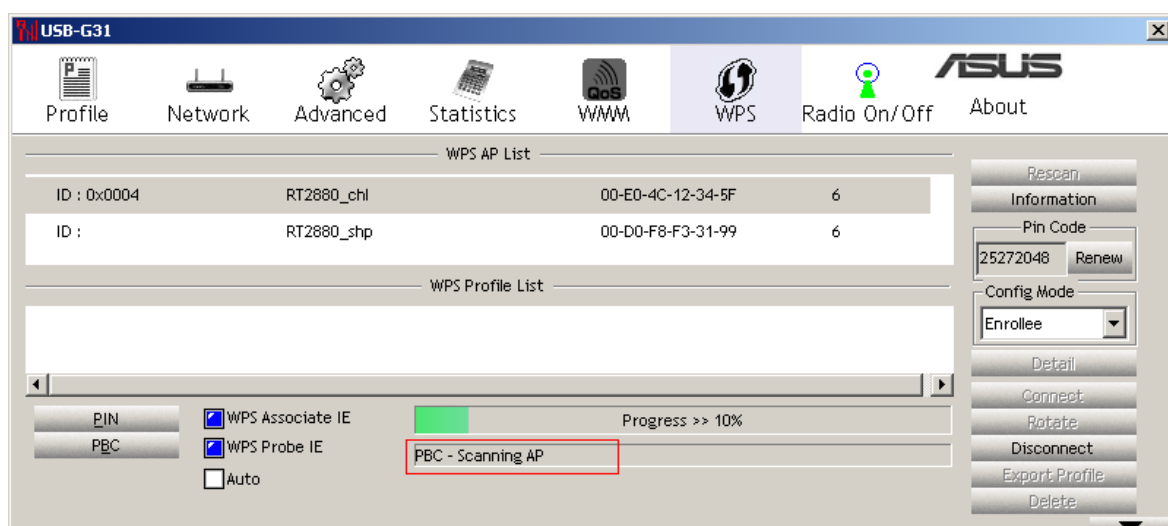 USB-G31
ASUS
Profile Network Advanced Statistics QoS WMM WPS Radio On/Off About
WPS AP List
ID : 0x0004 RT2880_chl 00-E0-4C-12-34-5F 6
ID : RT2880_shp 00-D0-F8-F3-31-99 6
WPS Profile List
Rescan
Information
Pin Code
25272048 Renew
Config Mode
Enrollee
Detail
Connect
Rotate
Disconnect
Export Profile
Delete
PIN
PBC
WPS Associate IE
WPS Probe IE
Auto
Progress >> 10%
PBC - Scanning AP